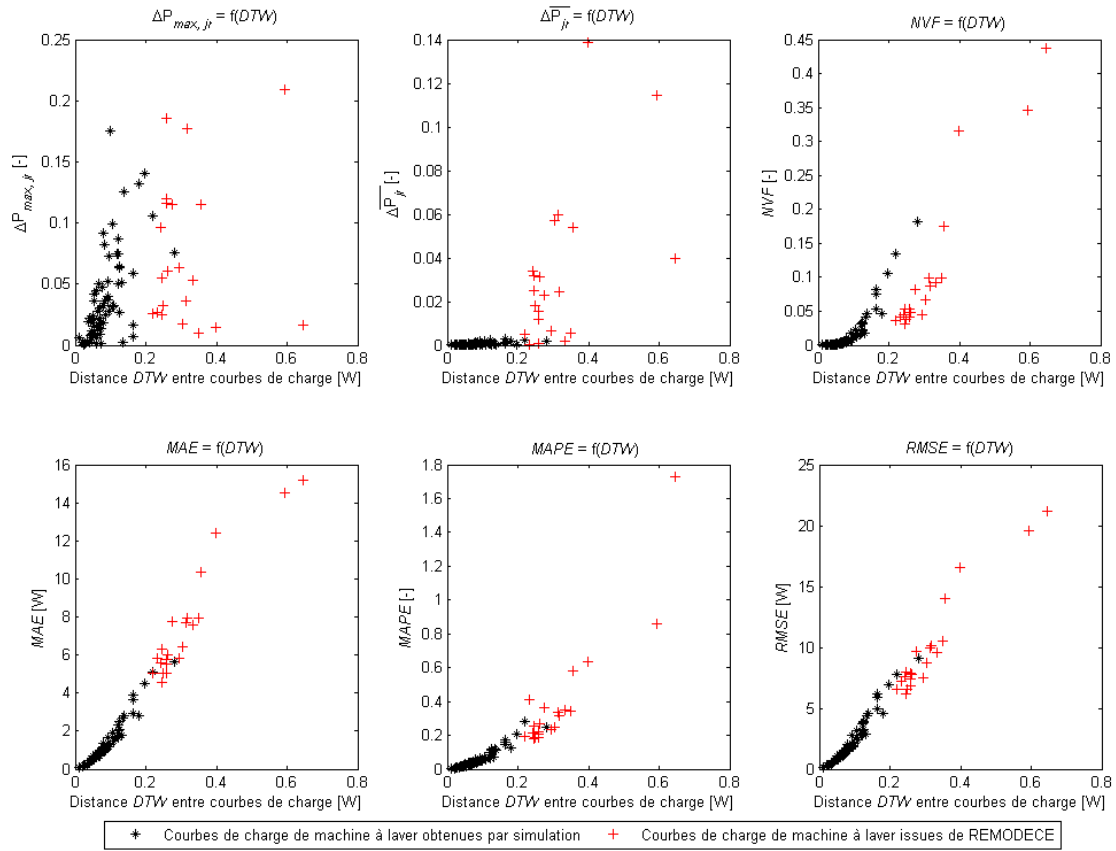 ΔP_max, jr = f(DTW)
0.25
0.2
0.15
0.1
0.05
0
ΔP_max, jr [-]
0 0.2 0.4 0.6 0.8
Distance DTW entre courbes de charge [W]
ΔP̅_jr = f(DTW)
0.14
0.12
0.1
0.08
0.06
0.04
0.02
0
ΔP̅_jr [-]
0 0.2 0.4 0.6 0.8
Distance DTW entre courbes de charge [W]
NVF = f(DTW)
0.45
0.4
0.35
0.3
0.25
0.2
0.15
0.1
0.05
0
NVF [-]
0 0.2 0.4 0.6 0.8
Distance DTW entre courbes de charge [W]
MAE = f(DTW)
16
14
12
10
8
6
4
2
0
MAE [W]
0 0.2 0.4 0.6 0.8
Distance DTW entre courbes de charge [W]
MAPE = f(DTW)
1.8
1.6
1.4
1.2
1
0.8
0.6
0.4
0.2
0
MAPE [-]
0 0.2 0.4 0.6 0.8
Distance DTW entre courbes de charge [W]
RMSE = f(DTW)
25
20
15
10
5
0
RMSE [W]
0 0.2 0.4 0.6 0.8
Distance DTW entre courbes de charge [W]
Courbes de charge de machine à laver obtenues par simulation
Courbes de charge de machine à laver issues de REMODECE